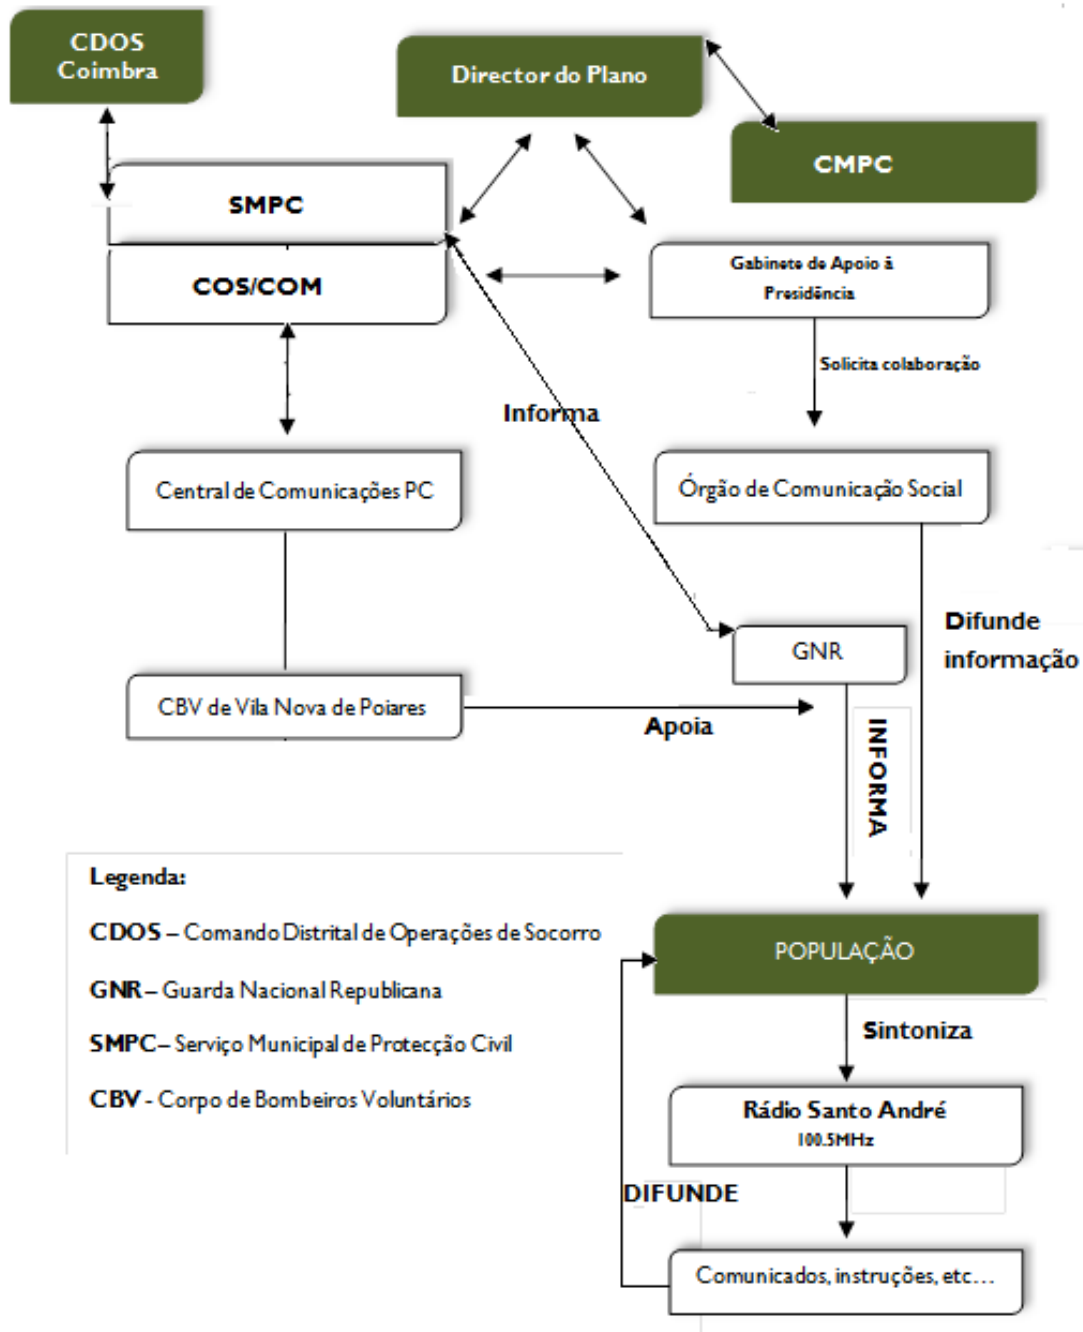 CDOS
Coimbra
Director do Plano
CMPC
SMPC
COS/COM
Gabinete de Apoio à
Presidência
Solicita colaboração
Informa
Central de Comunicações PC
Órgão de Comunicação Social
Difunde
informação
GNR
CBV de Vila Nova de Poiares
Apoia
INFORMA
Legenda:
CDOS – Comando Distrital de Operações de Socorro
GNR – Guarda Nacional Republicana
SMPC– Serviço Municipal de Protecção Civil
CBV - Corpo de Bombeiros Voluntários
POPULAÇÃO
Sintoniza
Rádio Santo André
100.5MHz
DIFUNDE
Comunicados, instruções, etc...